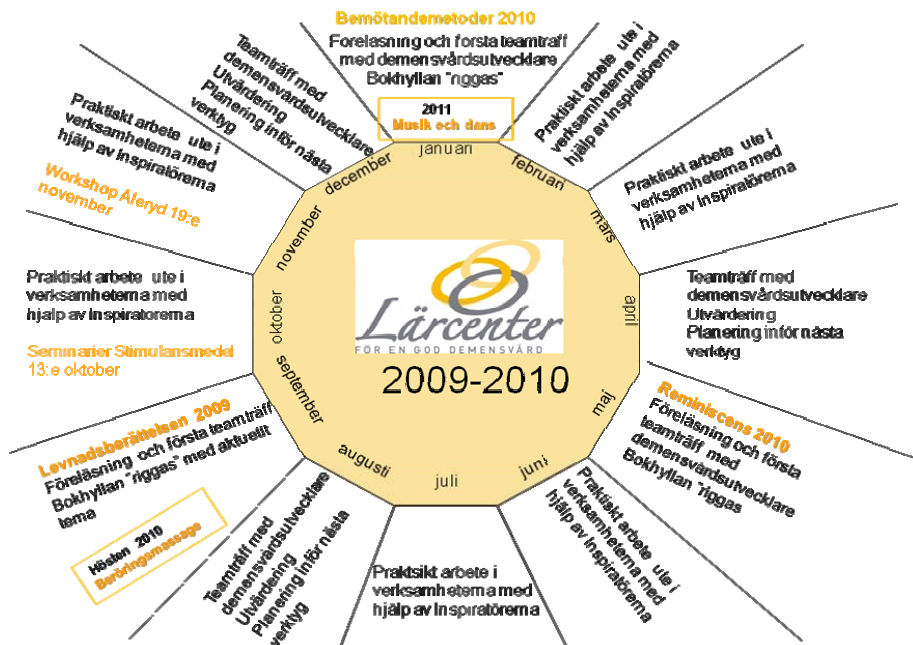 Bemötandemetoder 2010
Foreläsning och forsta teamträff
med demensvårdsutvecklare
Bokhyllan "riggas"
2011
Musik och dans
januari
Praktiskt arbete ute i
verksamheterna med
hjälp av Inspiratörerna
februari
Praktiskt arbete ute i
verksamheterna med
hjälp av Inspiratörerna
mars
Teamträff med
demensvårdsutvecklare
Utvärdering
Planering inför nästa
verktyg
april
Reminiscens 2010
Föreläsning och första
teamträff med
demensvårdsutvecklare
Bokhyllan "riggas
maj
Praktiskt arbete ute i
verksamheterna med
hjälp av Inspiratörerna
juni
Praktsikt arbete i
verksamheterna med
hjälp av Inspiratörerna
juli
Teamträff med
demensvårdsutvecklare
Utvärdering
Planering inför nästa
verktyg
augusti
Levnadsberättelsen 2009
Föreläsning och första teamträff
Bokhyllan "riggas" med aktuellt
tema
Hösten 2010
Beröringsmassage
september
Praktiskt arbete ute i
verksamheterna med
hjälp av Inspiratorerna
Seminarier Stimulansmedel
13:e oktober
oktober
Praktiskt arbete ute i
verksamheterna med
hjälp av Inspiratörerna
Workshop Aleryd 19:e
november
november
Teamträff med
demensvårdsutvecklare
Utvärdering
Planering inför nästa
verktyg
december
Lärcenter
FÖR EN GOD DEMENSVÅRD
2009-2010